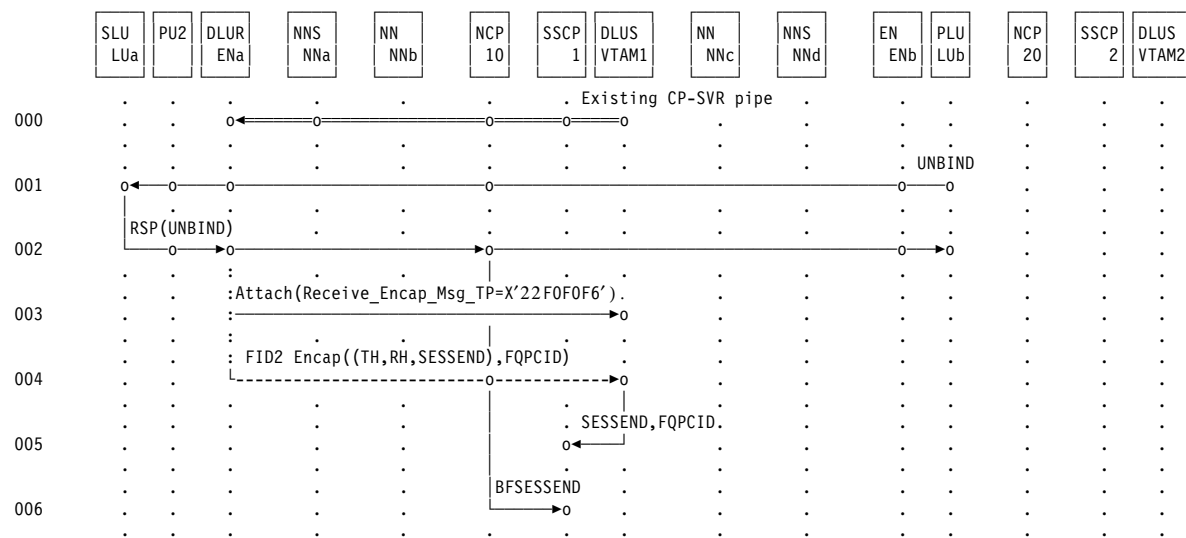 SLU PU2 DLUR NNS NN NCP SSCP DLUS NN NNS EN PLU NCP SSCP DLUS
LUa ENa NNa NNb 10 1 VTAM1 NNc NNd ENb LUb 20 2 VTAM2
Existing CP-SVR pipe
000
UNBIND
001
RSP(UNBIND)
002
Attach(Receive_Encap_Msg_TP=X'22F0F0F6').
003
FID2 Encap((TH,RH,SESSEND),FQPCID)
004
SESSEND,FQPCID
005
BFSESSEND
006